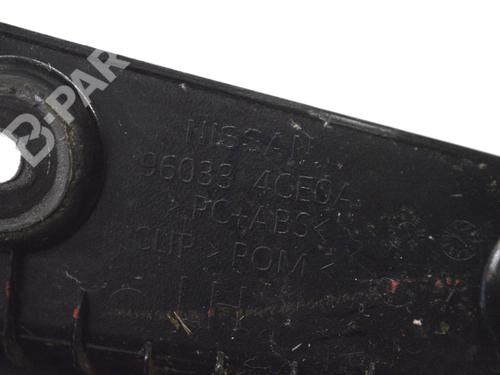 B-PAR
NISSAN
96033 4CE0A
>PC+ABS<
CLIP > POM <
LH